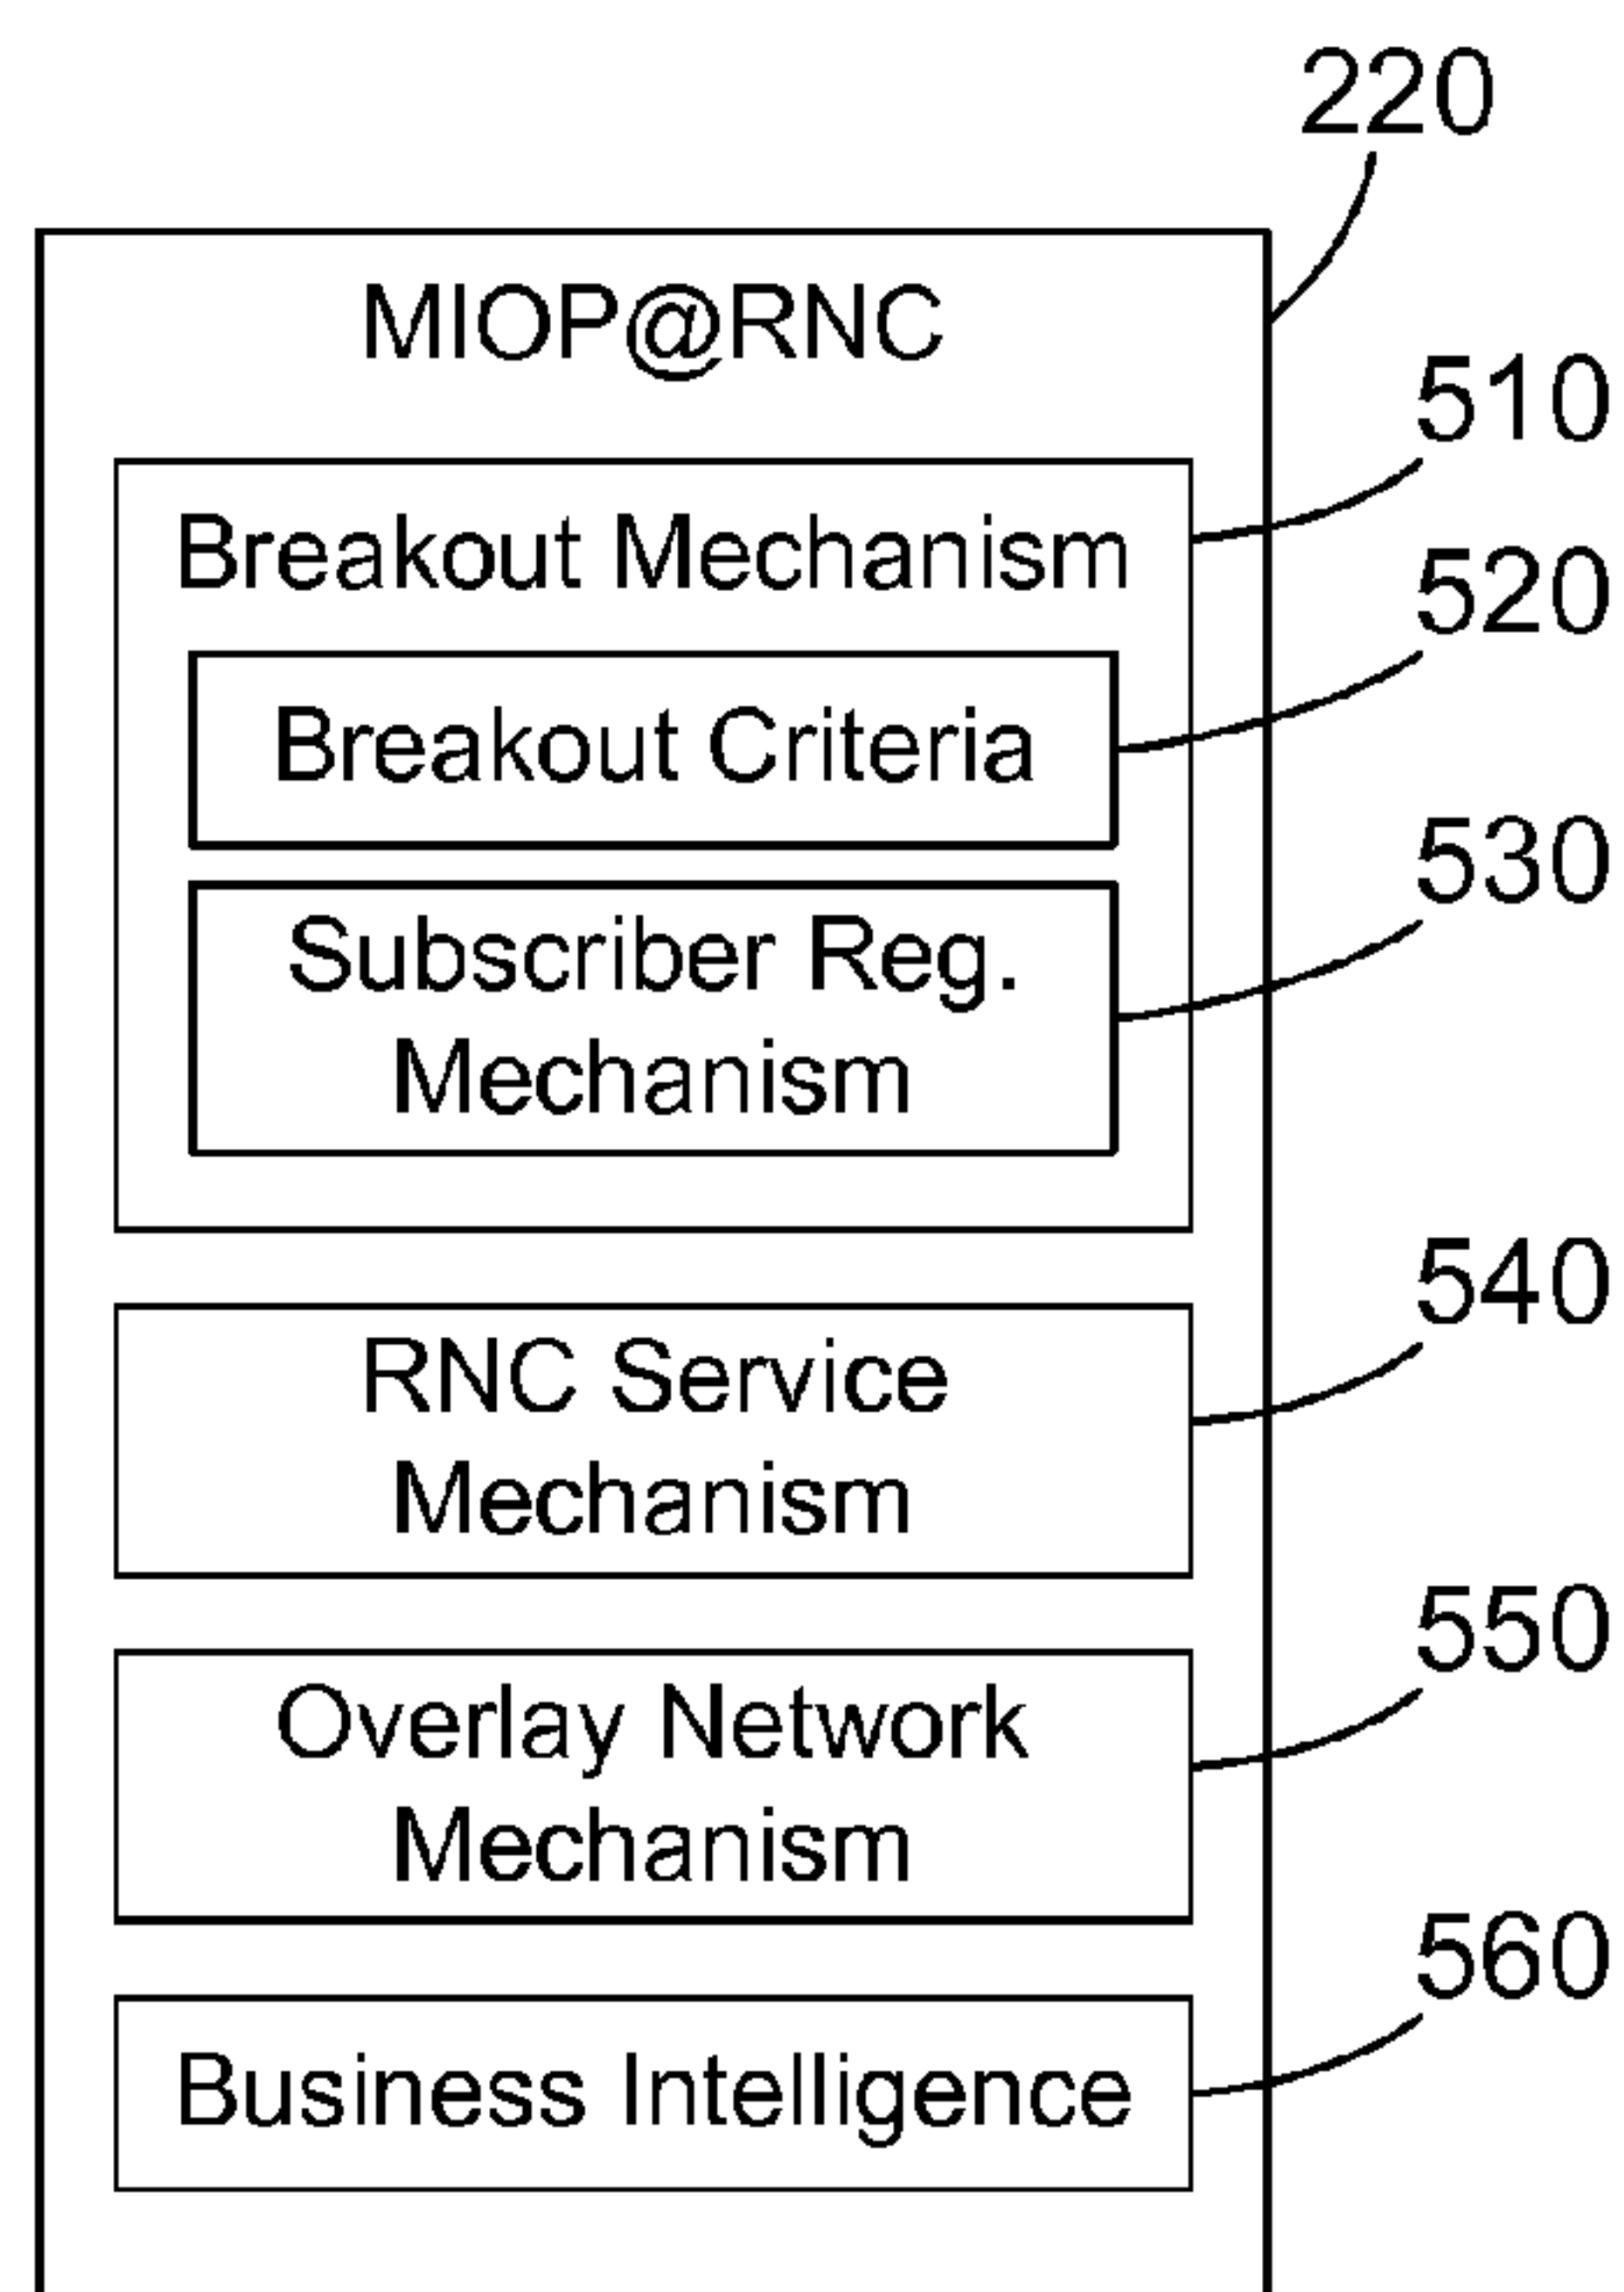 220
MIOP@RNC
510
Breakout Mechanism
520
Breakout Criteria
530
Subscriber Reg.
Mechanism
540
RNC Service
Mechanism
550
Overlay Network
Mechanism
560
Business Intelligence